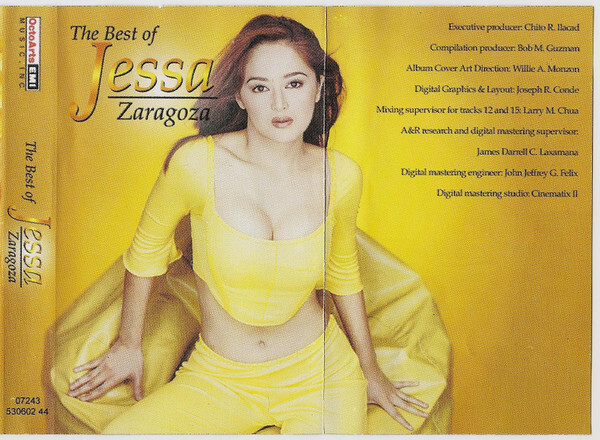 OctoArts EMI
MUSIC, INC
The Best of
Jessa
Zaragoza
07243
530602 44
The Best of
Jessa
Zaragoza
Executive producer: Chito R. Ilacad
Compilation producer: Bob M. Guzman
Album Cover Art Direction: Willie A. Monzon
Digital Graphics & Layout: Joseph R. Conde
Mixing supervisor for tracks 12 and 15: Larry M. Chua
A&R research and digital mastering supervisor:
James Darrell C. Laxamana
Digital mastering engineer: John Jeffrey G. Felix
Digital mastering studio: Cinematix II